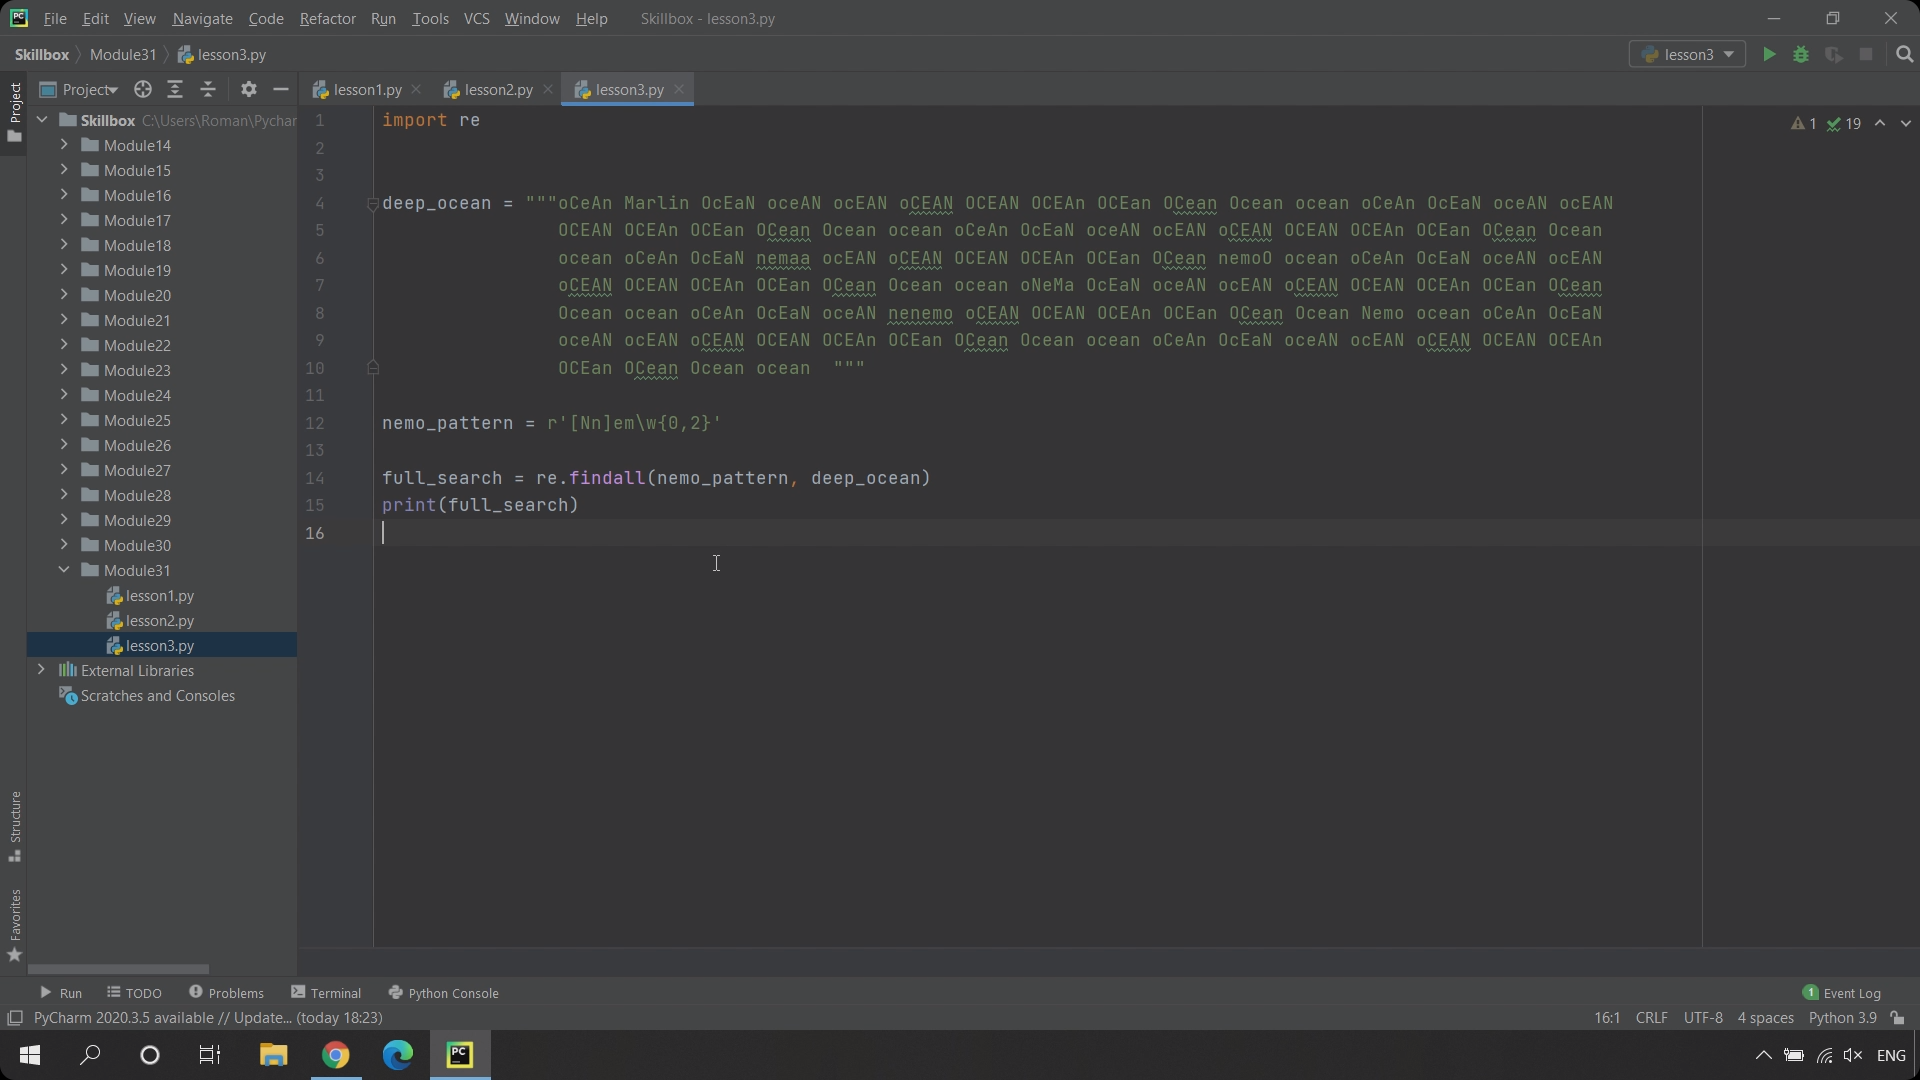 File Edit View Navigate Code Refactor Run Tools VCS Window Help Skillbox - lesson3.py
Skillbox Module31 lesson3.py lesson3
Project lesson1.py lesson2.py lesson3.py
Project
Skillbox C:\Users\Roman\Pychar
Module14
Module15
Module16
Module17
Module18
Module19
Module20
Module21
Module22
Module23
Module24
Module25
Module26
Module27
Module28
Module29
Module30
Module31
lesson1.py
lesson2.py
lesson3.py
External Libraries
Scratches and Consoles
Structure
Favorites
1 import re
2
3
4 deep_ocean = """oCeAn Marlin OcEaN oceAN ocEAN oCEAN OCEAN OCEAn OCEan OCean Ocean ocean oCeAn OcEaN oceAN ocEAN
5 OCEAN OCEAn OCEan OCean Ocean ocean oCeAn OcEaN oceAN ocEAN oCEAN OCEAN OCEAn OCEan OCean Ocean
6 ocean oCeAn OcEaN nemaa ocEAN oCEAN OCEAN OCEAn OCEan OCean nemoO ocean oCeAn OcEaN oceAN ocEAN
7 oCEAN OCEAN OCEAn OCEan OCean Ocean ocean oNeMa OcEaN oceAN ocEAN oCEAN OCEAN OCEAn OCEan OCean
8 Ocean ocean oCeAn OcEaN oceAN nenemo oCEAN OCEAN OCEAn OCEan OCean Ocean Nemo ocean oCeAn OcEaN
9 oceAN ocEAN oCEAN OCEAN OCEAn OCEan OCean Ocean ocean oCeAn OcEaN oceAN ocEAN oCEAN OCEAN OCEAn
10 OCEan OCean Ocean ocean """
11
12 nemo_pattern = r'[Nn]em\w{0,2}'
13
14 full_search = re.findall(nemo_pattern, deep_ocean)
15 print(full_search)
16
1 19
Run TODO Problems Terminal Python Console 1 Event Log
PyCharm 2020.3.5 available // Update... (today 18:23) 16:1 CRLF UTF-8 4 spaces Python 3.9
PC ENG